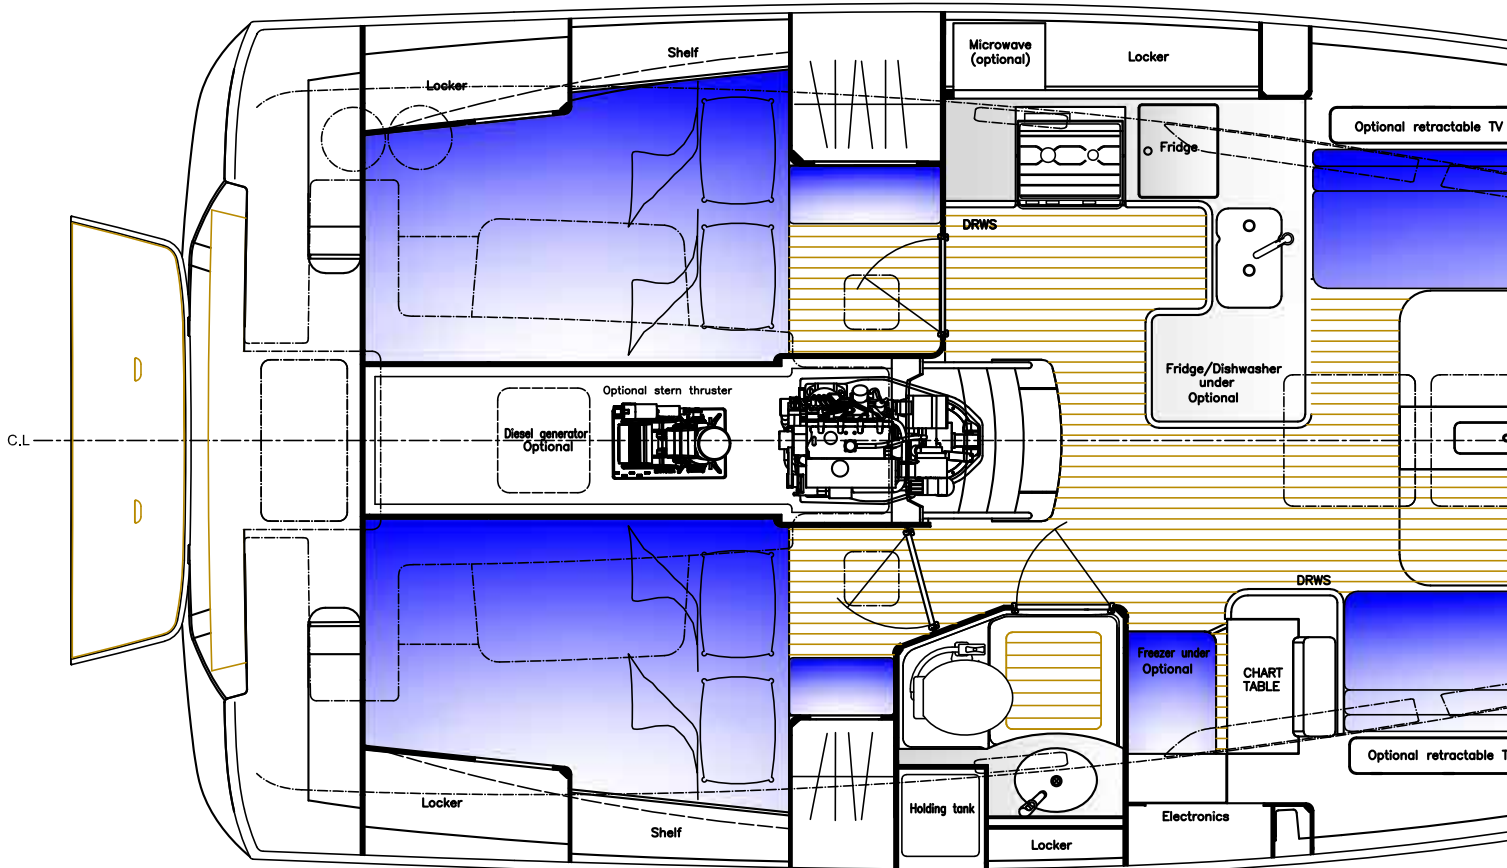 Microwave
(optional)
Locker
Shelf
Locker
Optional retractable TV
Fridge
DRWS
Fridge/Dishwasher
under
Optional
Optional stern thruster
Diesel generator
Optional
C.L
DRWS
Freezer under
Optional
CHART
TABLE
Optional retractable T
Locker
Shelf
Holding tank
Electronics
Locker